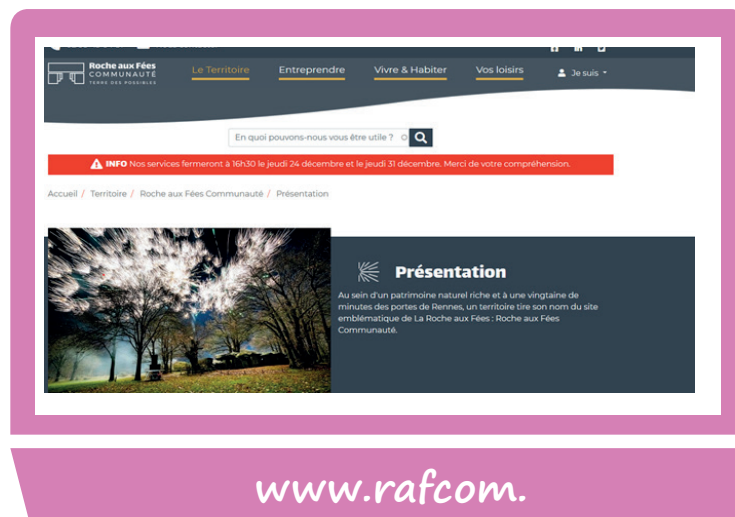 Roche aux Fées
COMMUNAUTÉ
TERRE DES POSSIBLES
Le Territoire Entreprendre Vivre & Habiter Vos loisirs Je suis
En quoi pouvons-nous vous être utile ?
INFO Nos services fermeront à 16h30 le jeudi 24 décembre et le jeudi 31 décembre. Merci de votre compréhension.
Accueil / Territoire / Roche aux Fées Communauté / Présentation
Présentation
Au sein d'un patrimoine naturel riche et à une vingtaine de
minutes des portes de Rennes, un territoire tire son nom du site
emblématique de La Roche aux Fées : Roche aux Fées
Communauté.
www.rafcom.